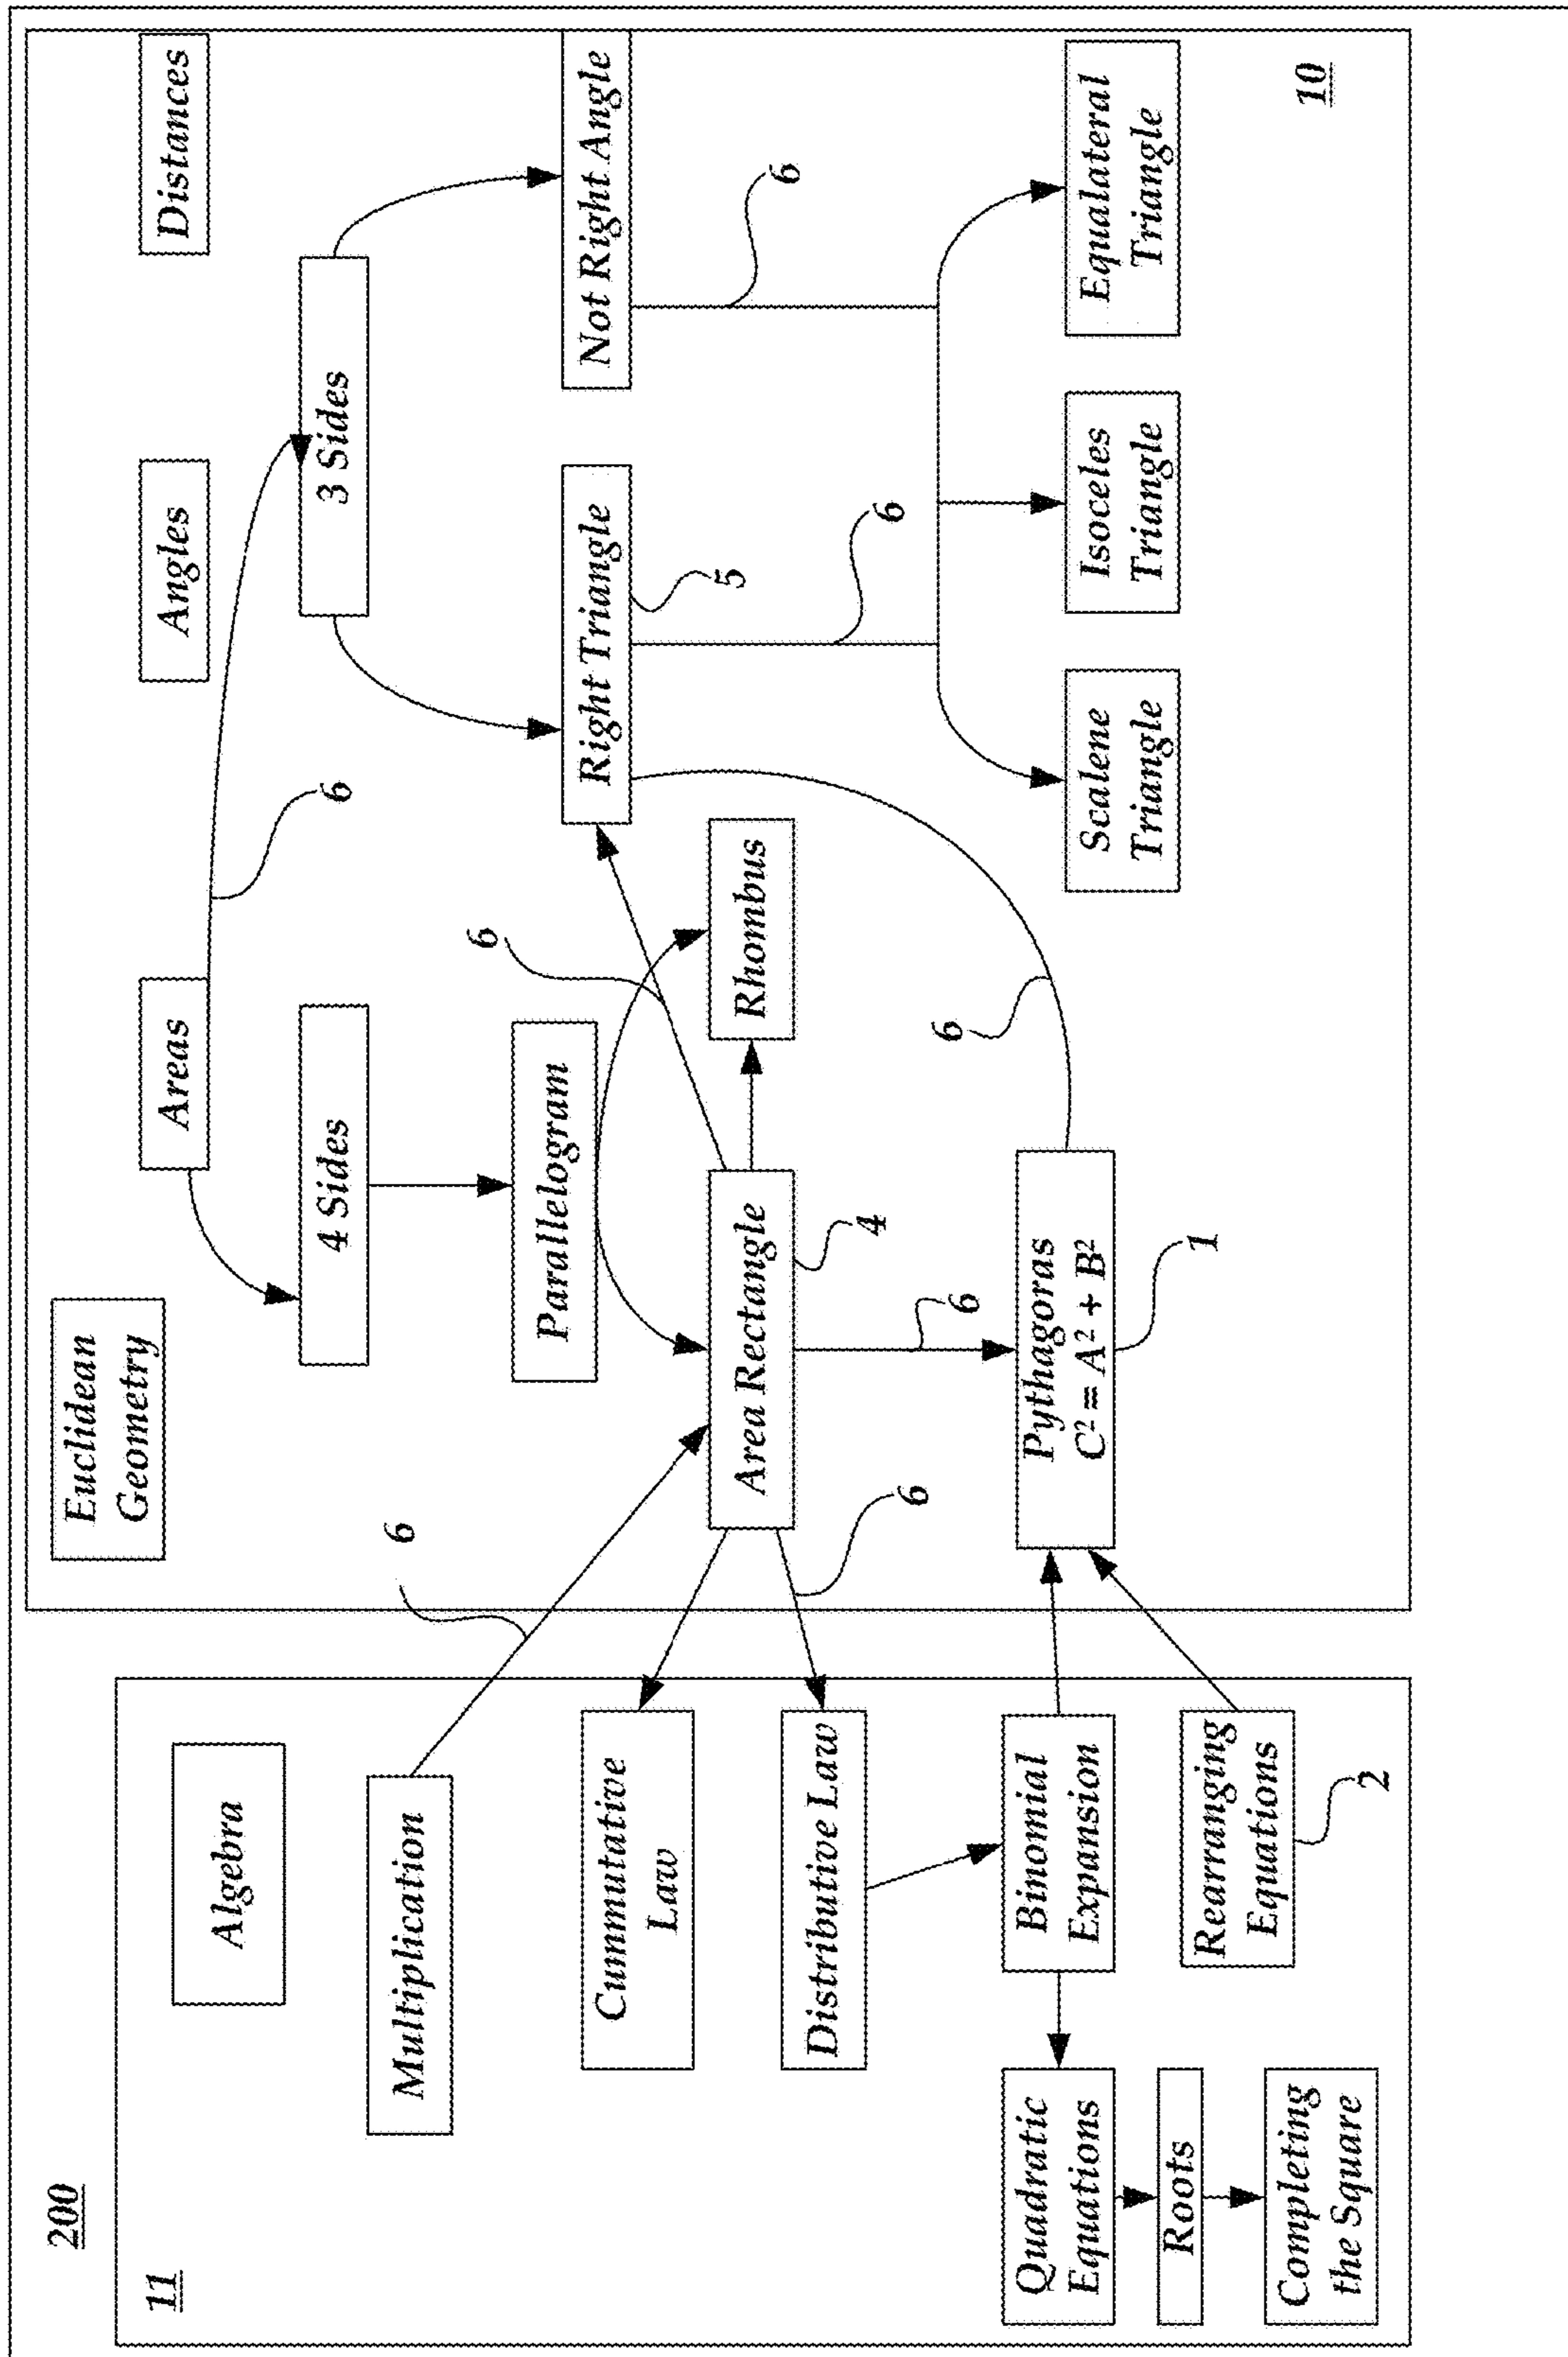 200
11
Algebra
Multiplication
Cummutative
Law
Distributive Law
Binomial
Expansion
Quadratic
Equations
Roots
Completing
the Square
Rearranging
Equations
2
Euclidean
Geometry
Areas
Angles
Distances
6
4 Sides
3 Sides
6
Parallelogram
6
Right Triangle
Not Right Angle
5
6
6
Area Rectangle
Rhombus
4
6
6
6
Pythagoras
C² = A² + B²
1
Scalene
Triangle
Isoceles
Triangle
Equalateral
Triangle
10